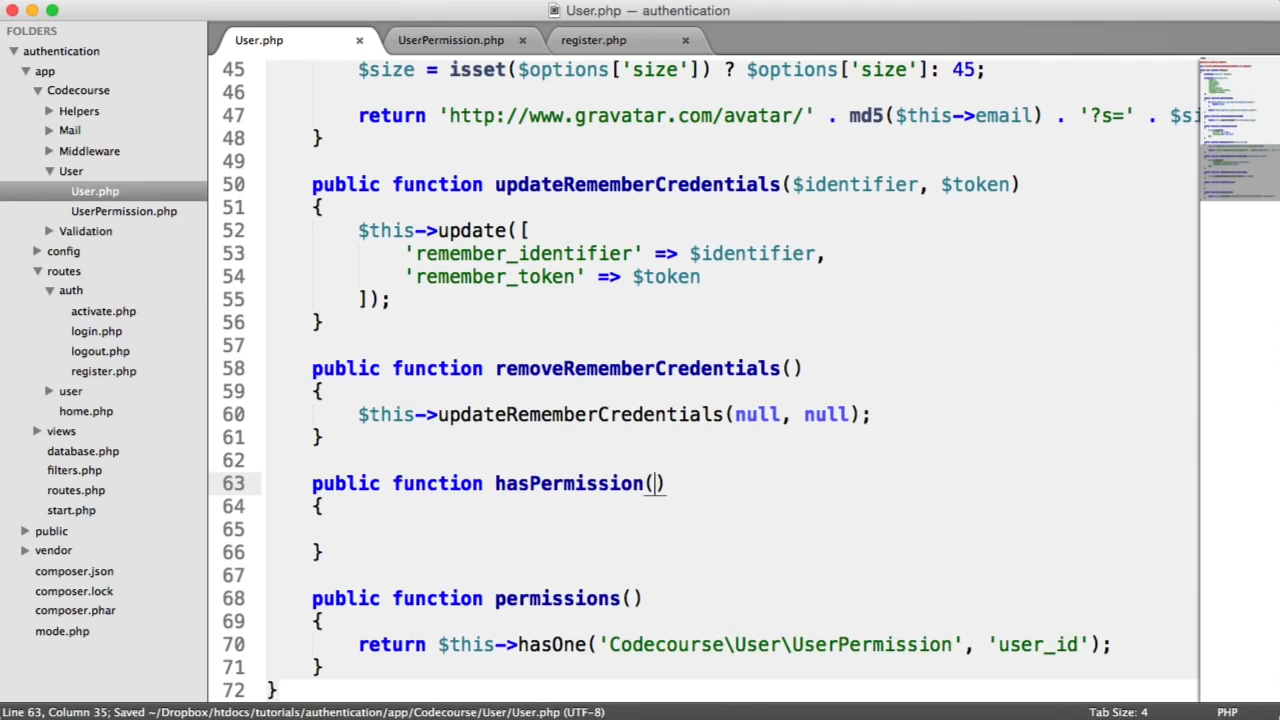 User.php — authentication
FOLDERS
authentication
app
Codecourse
Helpers
Mail
Middleware
User
User.php
UserPermission.php
Validation
config
routes
auth
activate.php
login.php
logout.php
register.php
user
home.php
views
database.php
filters.php
routes.php
start.php
public
vendor
composer.json
composer.lock
composer.phar
mode.php
User.php × UserPermission.php × register.php ×
45 $size = isset($options['size']) ? $options['size']: 45;
46
47 return 'http://www.gravatar.com/avatar/' . md5($this->email) . '?s=' . $si
48 }
49
50 public function updateRememberCredentials($identifier, $token)
51 {
52 $this->update([
53 'remember_identifier' => $identifier,
54 'remember_token' => $token
55 ]);
56 }
57
58 public function removeRememberCredentials()
59 {
60 $this->updateRememberCredentials(null, null);
61 }
62
63 public function hasPermission()
64 {
65
66 }
67
68 public function permissions()
69 {
70 return $this->hasOne('Codecourse\User\UserPermission', 'user_id');
71 }
72 }
Line 63, Column 35; Saved ~/Dropbox/htdocs/tutorials/authentication/app/Codecourse/User/User.php (UTF-8) Tab Size: 4 PHP